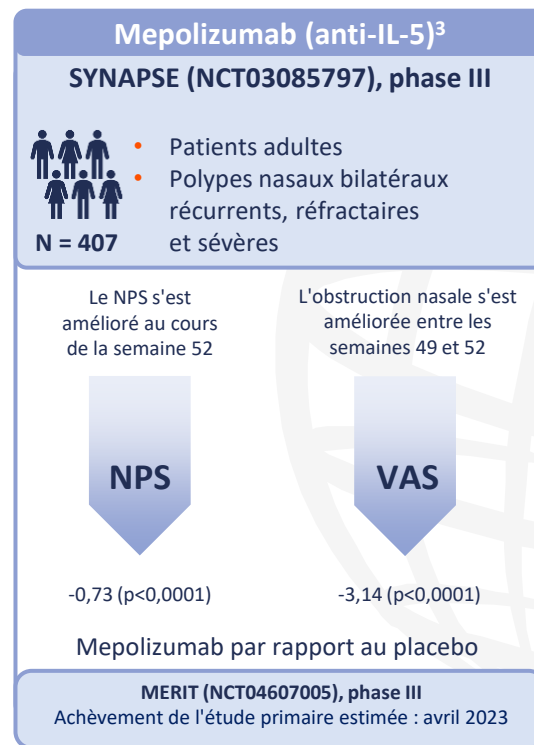 Mepolizumab (anti-IL-5)³
SYNAPSE (NCT03085797), phase III
• Patients adultes
• Polypes nasaux bilatéraux
récurrents, réfractaires
et sévères
N = 407
Le NPS s'est
amélioré au cours
de la semaine 52
L'obstruction nasale s'est
améliorée entre les
semaines 49 et 52
NPS
VAS
-0,73 (p<0,0001)
-3,14 (p<0,0001)
Mepolizumab par rapport au placebo
MERIT (NCT04607005), phase III
Achèvement de l'étude primaire estimée : avril 2023